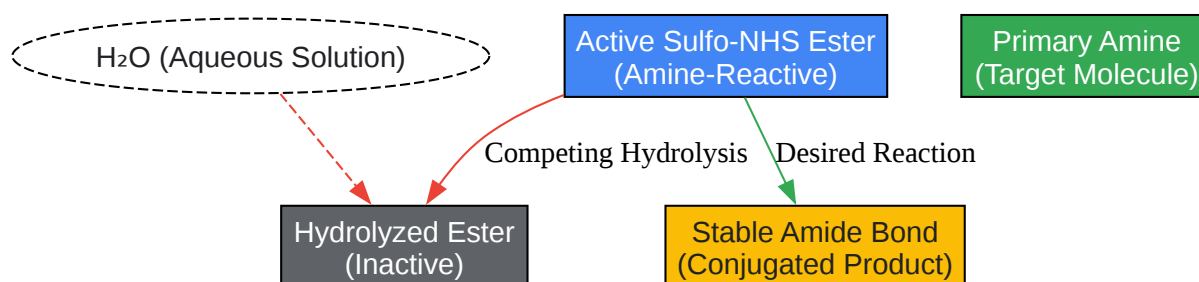 H₂O (Aqueous Solution)
Active Sulfo-NHS Ester
(Amine-Reactive)
Primary Amine
(Target Molecule)
Competing Hydrolysis
Desired Reaction
Hydrolyzed Ester
(Inactive)
Stable Amide Bond
(Conjugated Product)